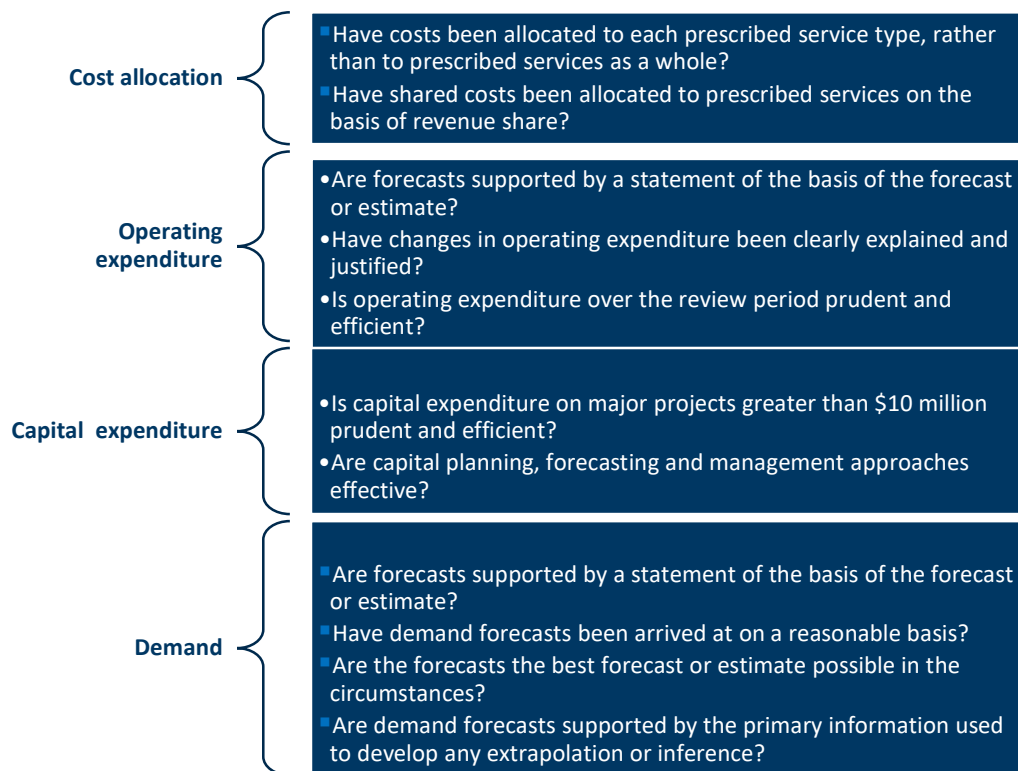 Cost allocation
▪Have costs been allocated to each prescribed service type, rather
than to prescribed services as a whole?
▪Have shared costs been allocated to prescribed services on the
basis of revenue share?
Operating
expenditure
•Are forecasts supported by a statement of the basis of the forecast
or estimate?
•Have changes in operating expenditure been clearly explained and
justified?
•Is operating expenditure over the review period prudent and
efficient?
Capital expenditure
•Is capital expenditure on major projects greater than $10 million
prudent and efficient?
•Are capital planning, forecasting and management approaches
effective?
Demand
▪Are forecasts supported by a statement of the basis of the forecast
or estimate?
▪Have demand forecasts been arrived at on a reasonable basis?
▪Are the forecasts the best forecast or estimate possible in the
circumstances?
▪Are demand forecasts supported by the primary information used
to develop any extrapolation or inference?